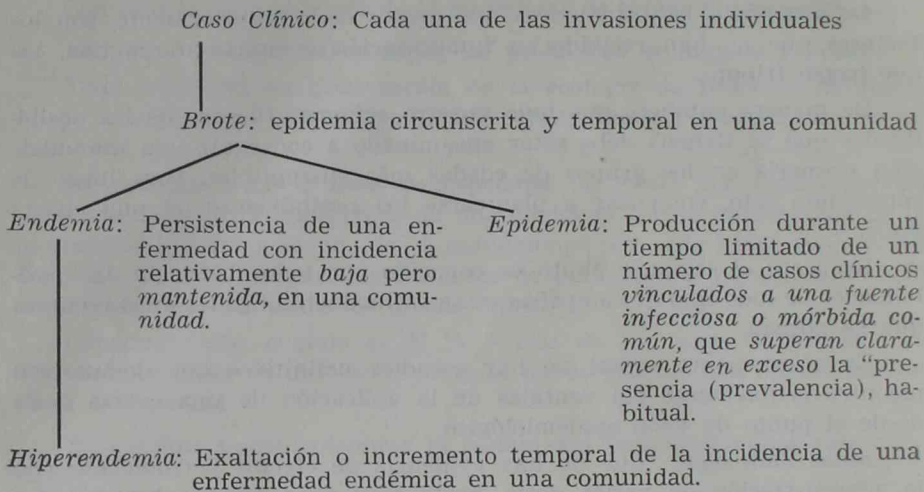 Caso Clínico: Cada una de las invasiones individuales
Brote: epidemia circunscrita y temporal en una comunidad
Endemia: Persistencia de una en-
fermedad con incidencia
relativamente baja pero
mantenida, en una comu-
nidad.
Epidemia: Producción durante un
tiempo limitado de un
número de casos clínicos
vinculados a una fuente
infecciosa o mórbida co-
mún, que superan clara-
mente en exceso la "pre-
sencia (prevalencia), ha-
bitual.
Hiperendemia: Exaltación o incremento temporal de la incidencia de una
enfermedad endémica en una comunidad.